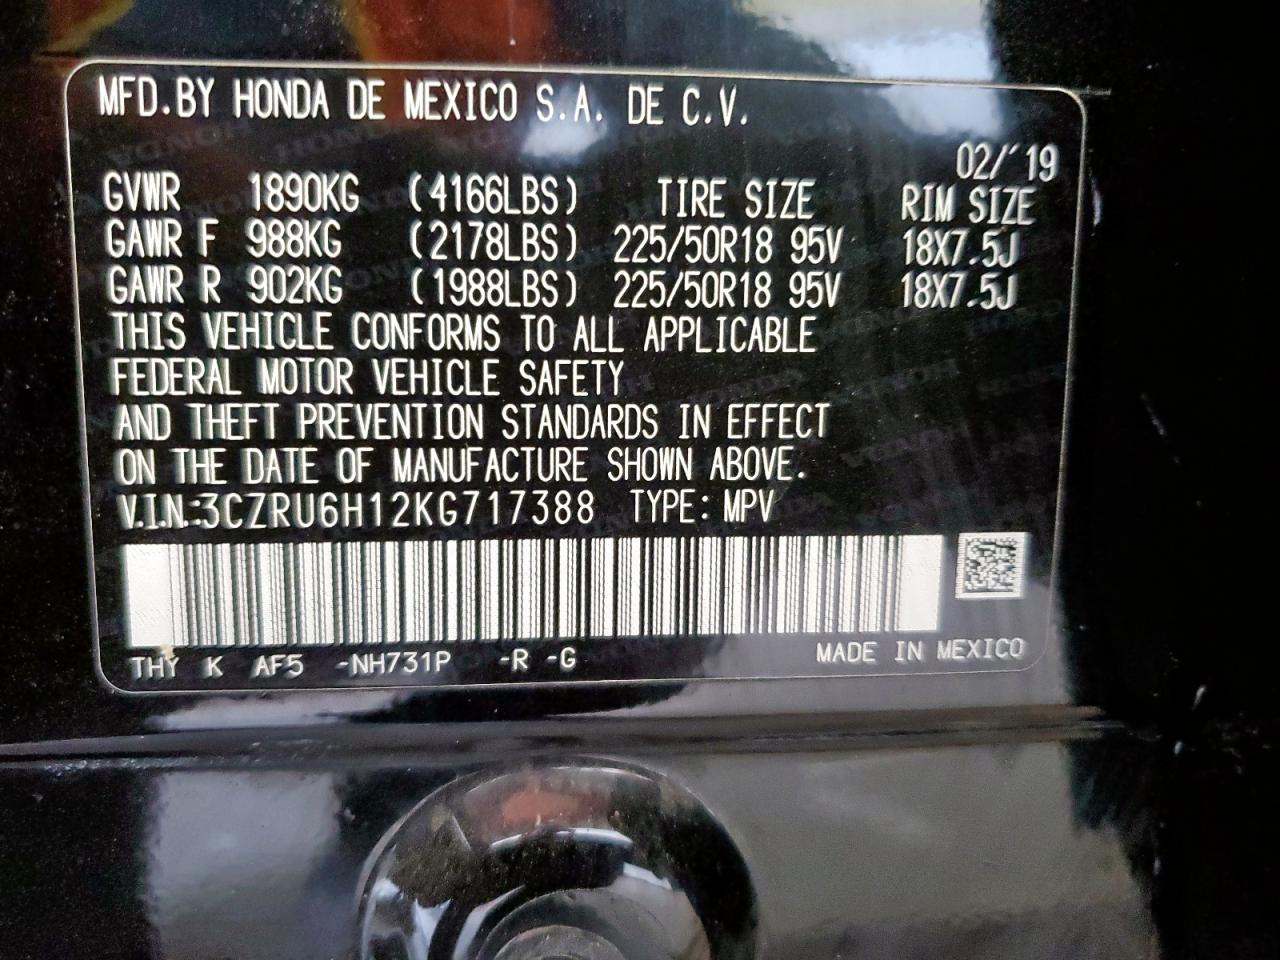 MFD.BY HONDA DE MEXICO S.A. DE C.V.
02/'19
GVWR 1890KG (4166LBS) TIRE SIZE RIM SIZE
GAWR F 988KG (2178LBS) 225/50R18 95V 18X7.5J
GAWR R 902KG (1988LBS) 225/50R18 95V 18X7.5J
THIS VEHICLE CONFORMS TO ALL APPLICABLE
FEDERAL MOTOR VEHICLE SAFETY
AND THEFT PREVENTION STANDARDS IN EFFECT
ON THE DATE OF MANUFACTURE SHOWN ABOVE.
V.I.N.:3CZRU6H12KG717388 TYPE: MPV
THY K AF5 -NH731P -R -G MADE IN MEXICO